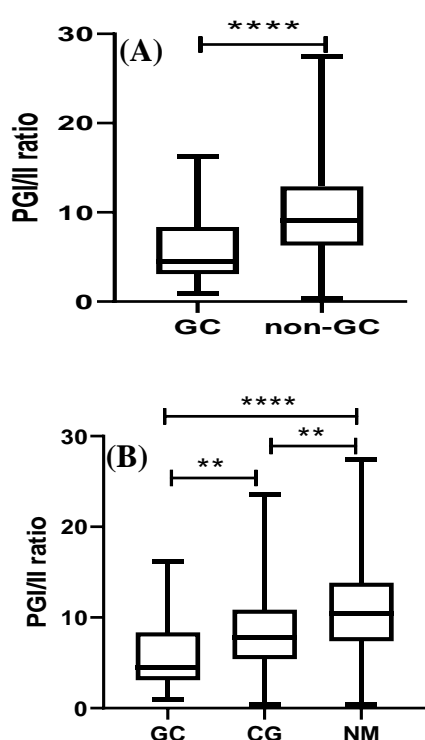 (A)
****
PGI/II ratio
30
20
10
0
GC non-GC
(B)
****
**
**
PGI/II ratio
30
20
10
0
GC CG NM